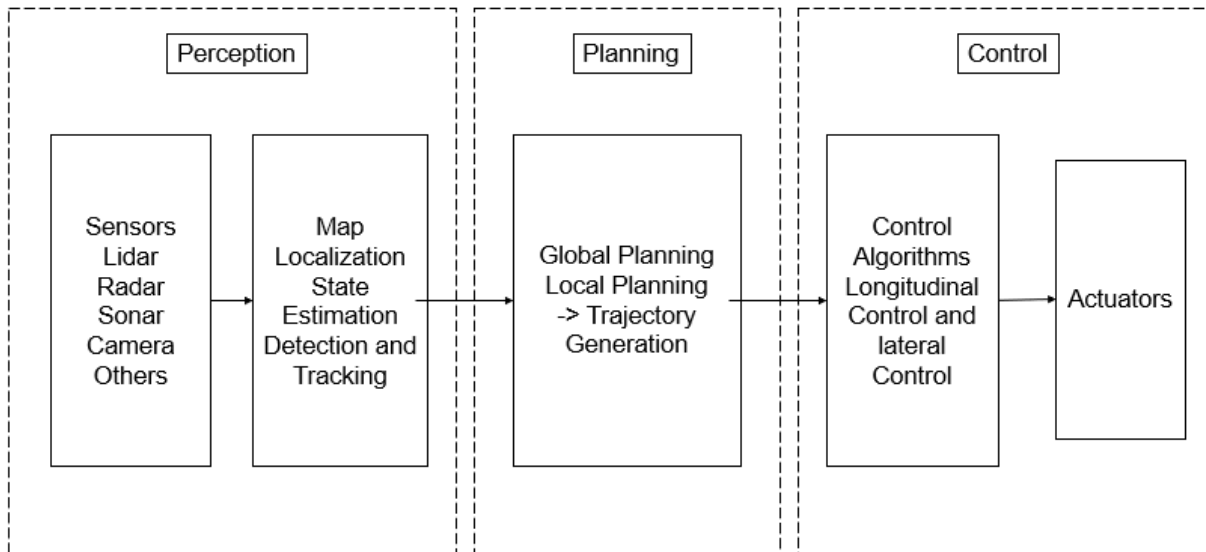 Perception
Planning
Control
Sensors
Lidar
Radar
Sonar
Camera
Others
Map
Localization
State
Estimation
Detection and
Tracking
Global Planning
Local Planning
-> Trajectory
Generation
Control
Algorithms
Longitudinal
Control and
lateral
Control
Actuators